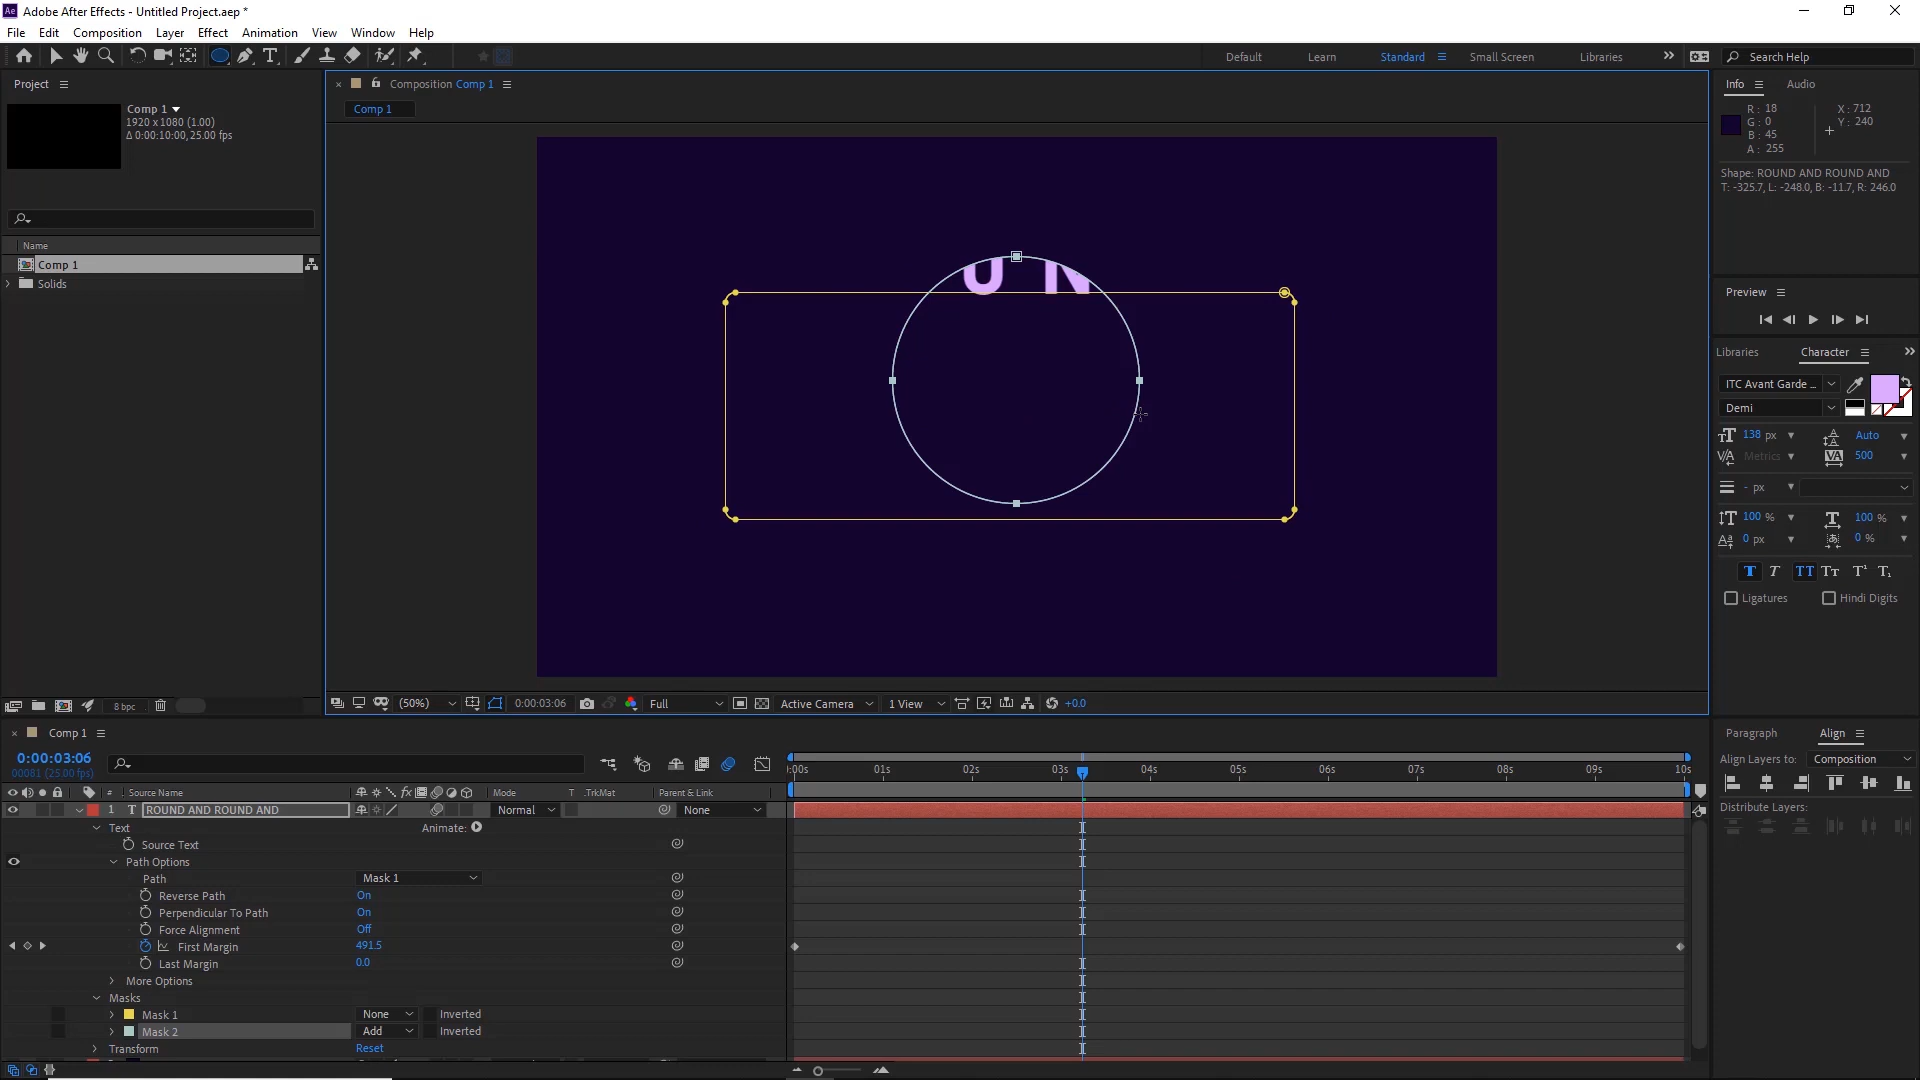 Adobe After Effects - Untitled Project.aep *
File Edit Composition Layer Effect Animation View Window Help
Default Learn Standard Small Screen Libraries Search Help
Project
Comp 1
1920 x 1080 (1.00)
Δ 0:00:10:00, 25.00 fps
Name
Comp 1
Solids
8 bpc
Composition Comp 1
Comp 1
U N
(50%) 0:00:03:06 Full Active Camera 1 View +0.0
Info Audio
R : 18 X : 712
G : 0 Y : 240
B : 45
A : 255
Shape: ROUND AND ROUND AND
T: -325.7, L: -248.0, B: -11.7, R: 246.0
Preview
Libraries Character
ITC Avant Garde ...
Demi
138 px Auto
Metrics 500
- px
100 % 100 %
0 px 0 %
Ligatures Hindi Digits
Paragraph Align
Align Layers to: Composition
Distribute Layers:
Comp 1
0:00:03:06
00081 (25.00 fps)
:00s 01s 02s 03s 04s 05s 06s 07s 08s 09s 10s
# Source Name Mode T .TrkMat Parent & Link
1 T ROUND AND ROUND AND Normal None
Text Animate:
Source Text
Path Options
Path Mask 1
Reverse Path On
Perpendicular To Path On
Force Alignment Off
First Margin 491.5
Last Margin 0.0
More Options
Masks
Mask 1 None Inverted
Mask 2 Add Inverted
Transform Reset